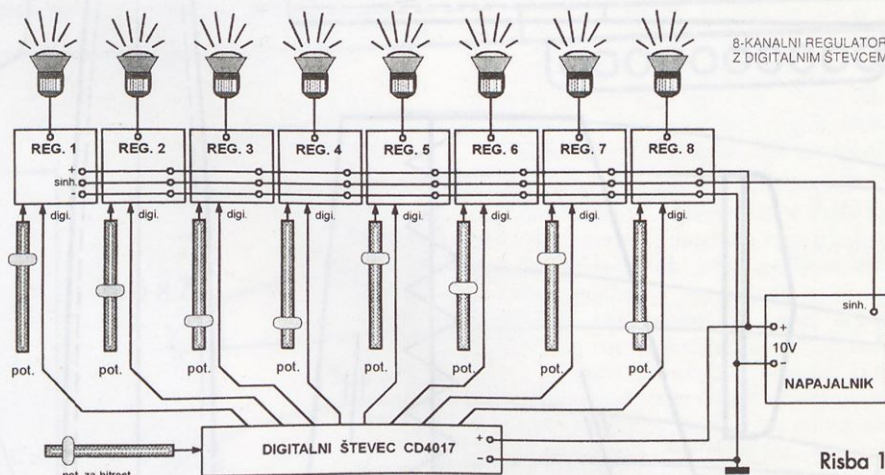 8-KANALNI REGULATOR
Z DIGITALNIM ŠTEVCEM
REG. 1 REG. 2 REG. 3 REG. 4 REG. 5 REG. 6 REG. 7 REG. 8
+
sinh.
-
digi. digi. digi. digi. digi. digi. digi. digi.
sinh.
+
10V
-
NAPAJALNIK
pot. pot. pot. pot. pot. pot. pot. pot.
DIGITALNI ŠTEVEC CD4017
+
-
pot. za hitrost
Risba 1